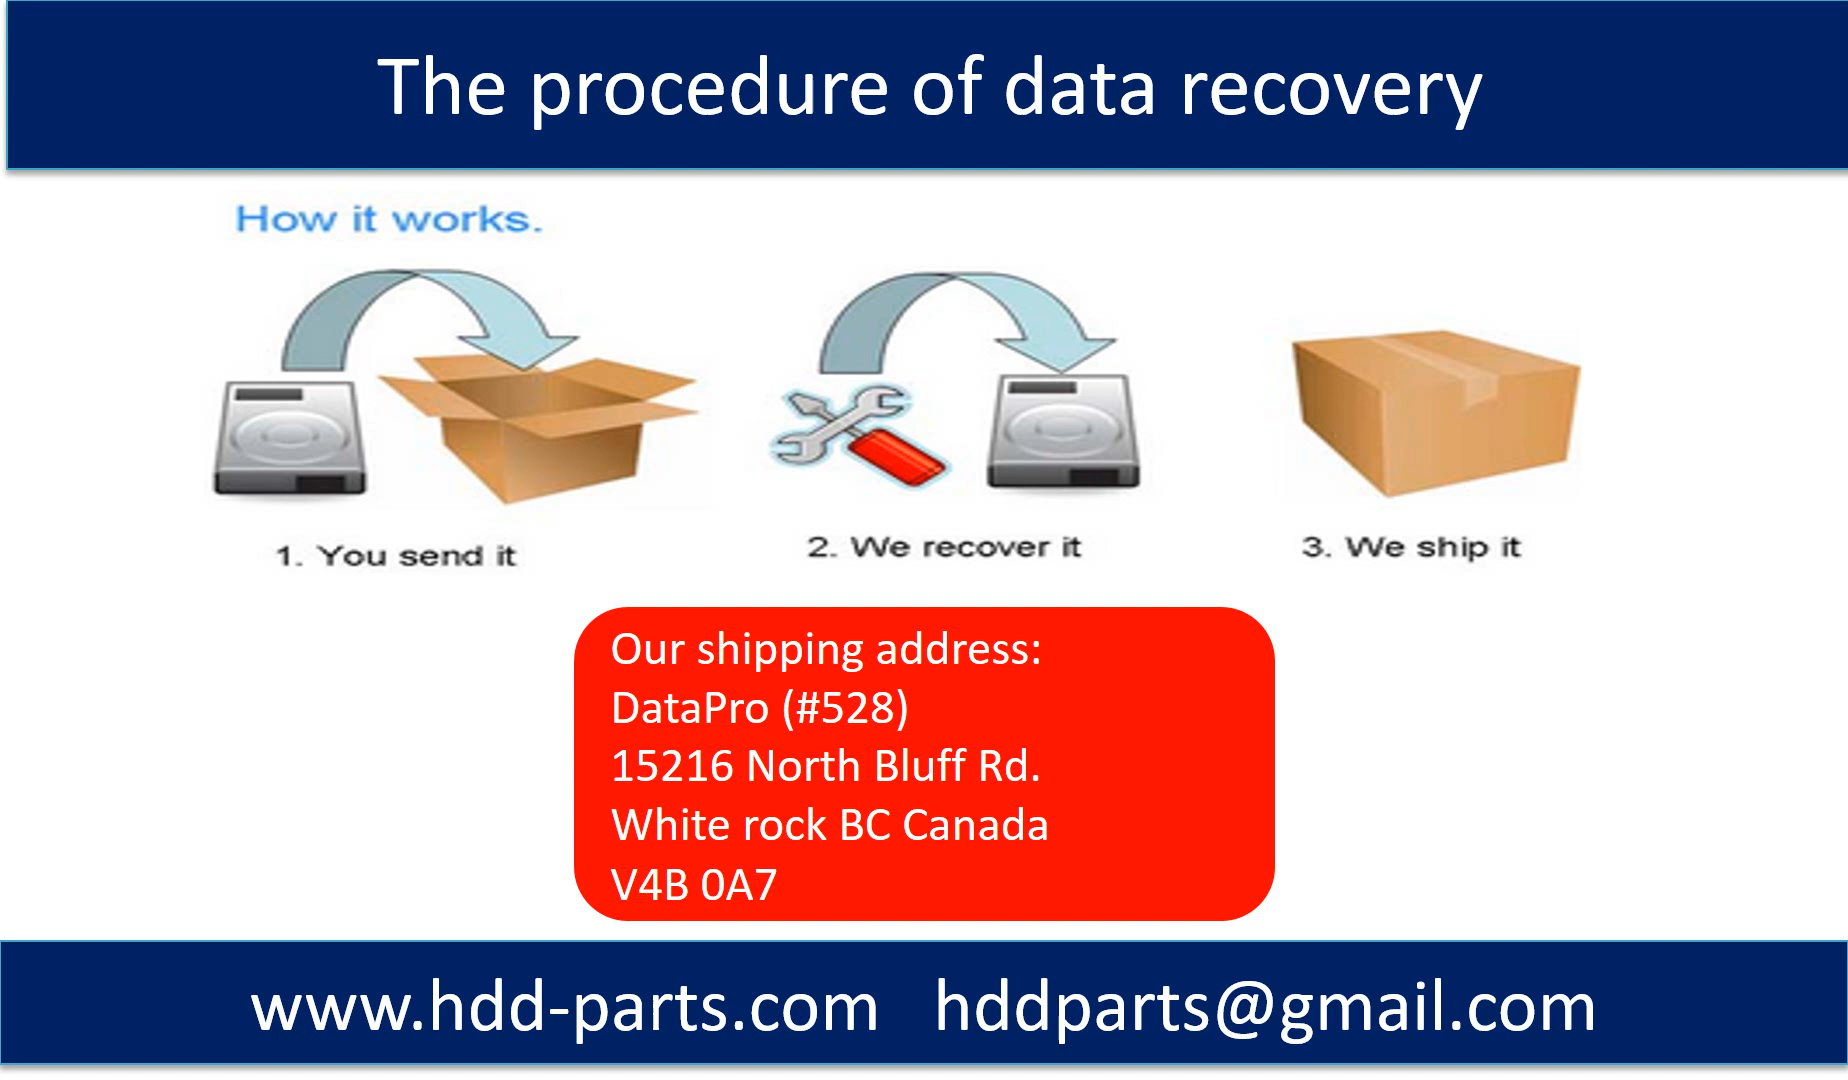 The procedure of data recovery
How it works.
1. You send it
2. We recover it
3. We ship it
Our shipping address:
DataPro (#528)
15216 North Bluff Rd.
White rock BC Canada
V4B 0A7
www.hdd-parts.com hddparts@gmail.com